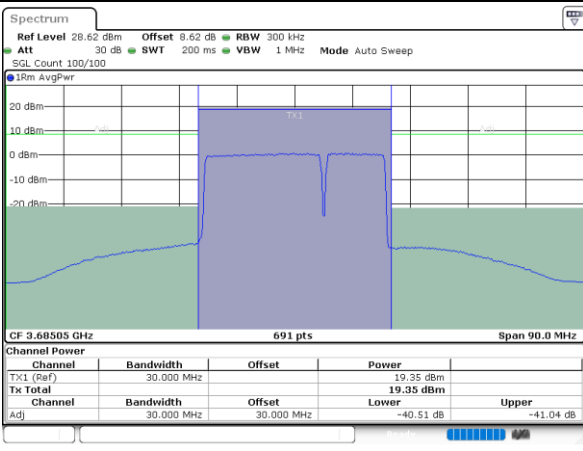 Spectrum
Ref Level 28.62 dBm Offset 8.62 dB RBW 300 kHz
Att 30 dB SWT 200 ms VBW 1 MHz Mode Auto Sweep
SGL Count 100/100
1Rm AvgPwr
20 dBm
TX1
10 dBm Adj Adj
0 dBm
-10 dBm
-20 dBm
CF 3.68505 GHz 691 pts Span 90.0 MHz
Channel Power
Channel Bandwidth Offset Power
TX1 (Ref) 30.000 MHz 19.35 dBm
Tx Total 19.35 dBm
Channel Bandwidth Offset Lower Upper
Adj 30.000 MHz 30.000 MHz -40.51 dB -41.04 dB
Ready